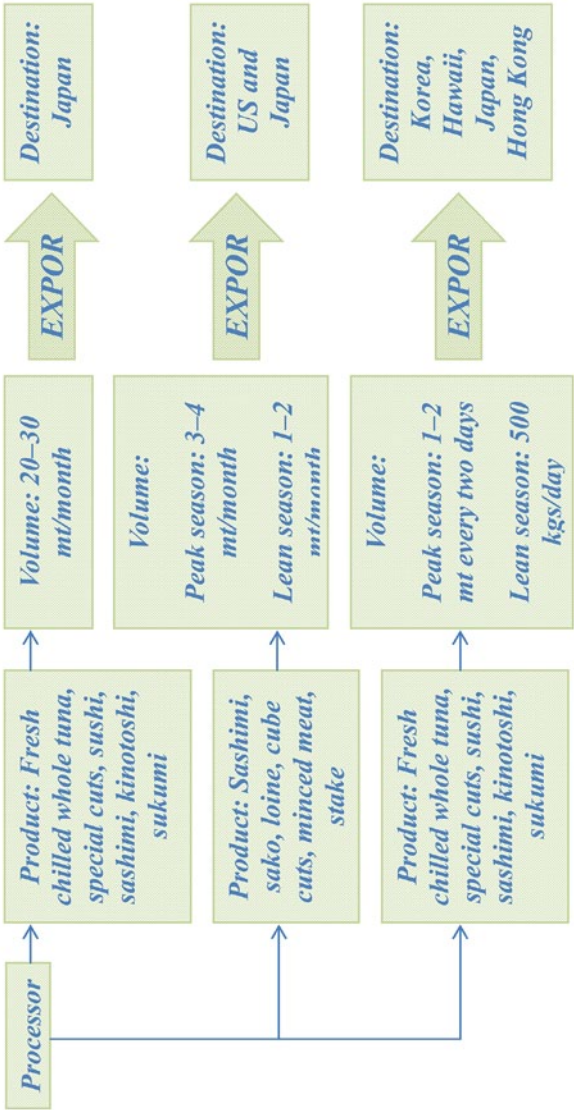 Processor
Product: Fresh
chilled whole tuna,
special cuts, sushi,
sashimi, kinotoshi,
sukumi
Volume: 20–30
mt/month
EXPOR
Destination:
Japan
Product: Sashimi,
sako, loine, cube
cuts, minced meat,
stake
Volume:
Peak season: 3–4
mt/month
Lean season: 1–2
mt/month
EXPOR
Destination:
US and
Japan
Product: Fresh
chilled whole tuna,
special cuts, sushi,
sashimi, kinotoshi,
sukumi
Volume:
Peak season: 1–2
mt every two days
Lean season: 500
kgs/day
EXPOR
Destination:
Korea,
Hawaii,
Japan,
Hong Kong